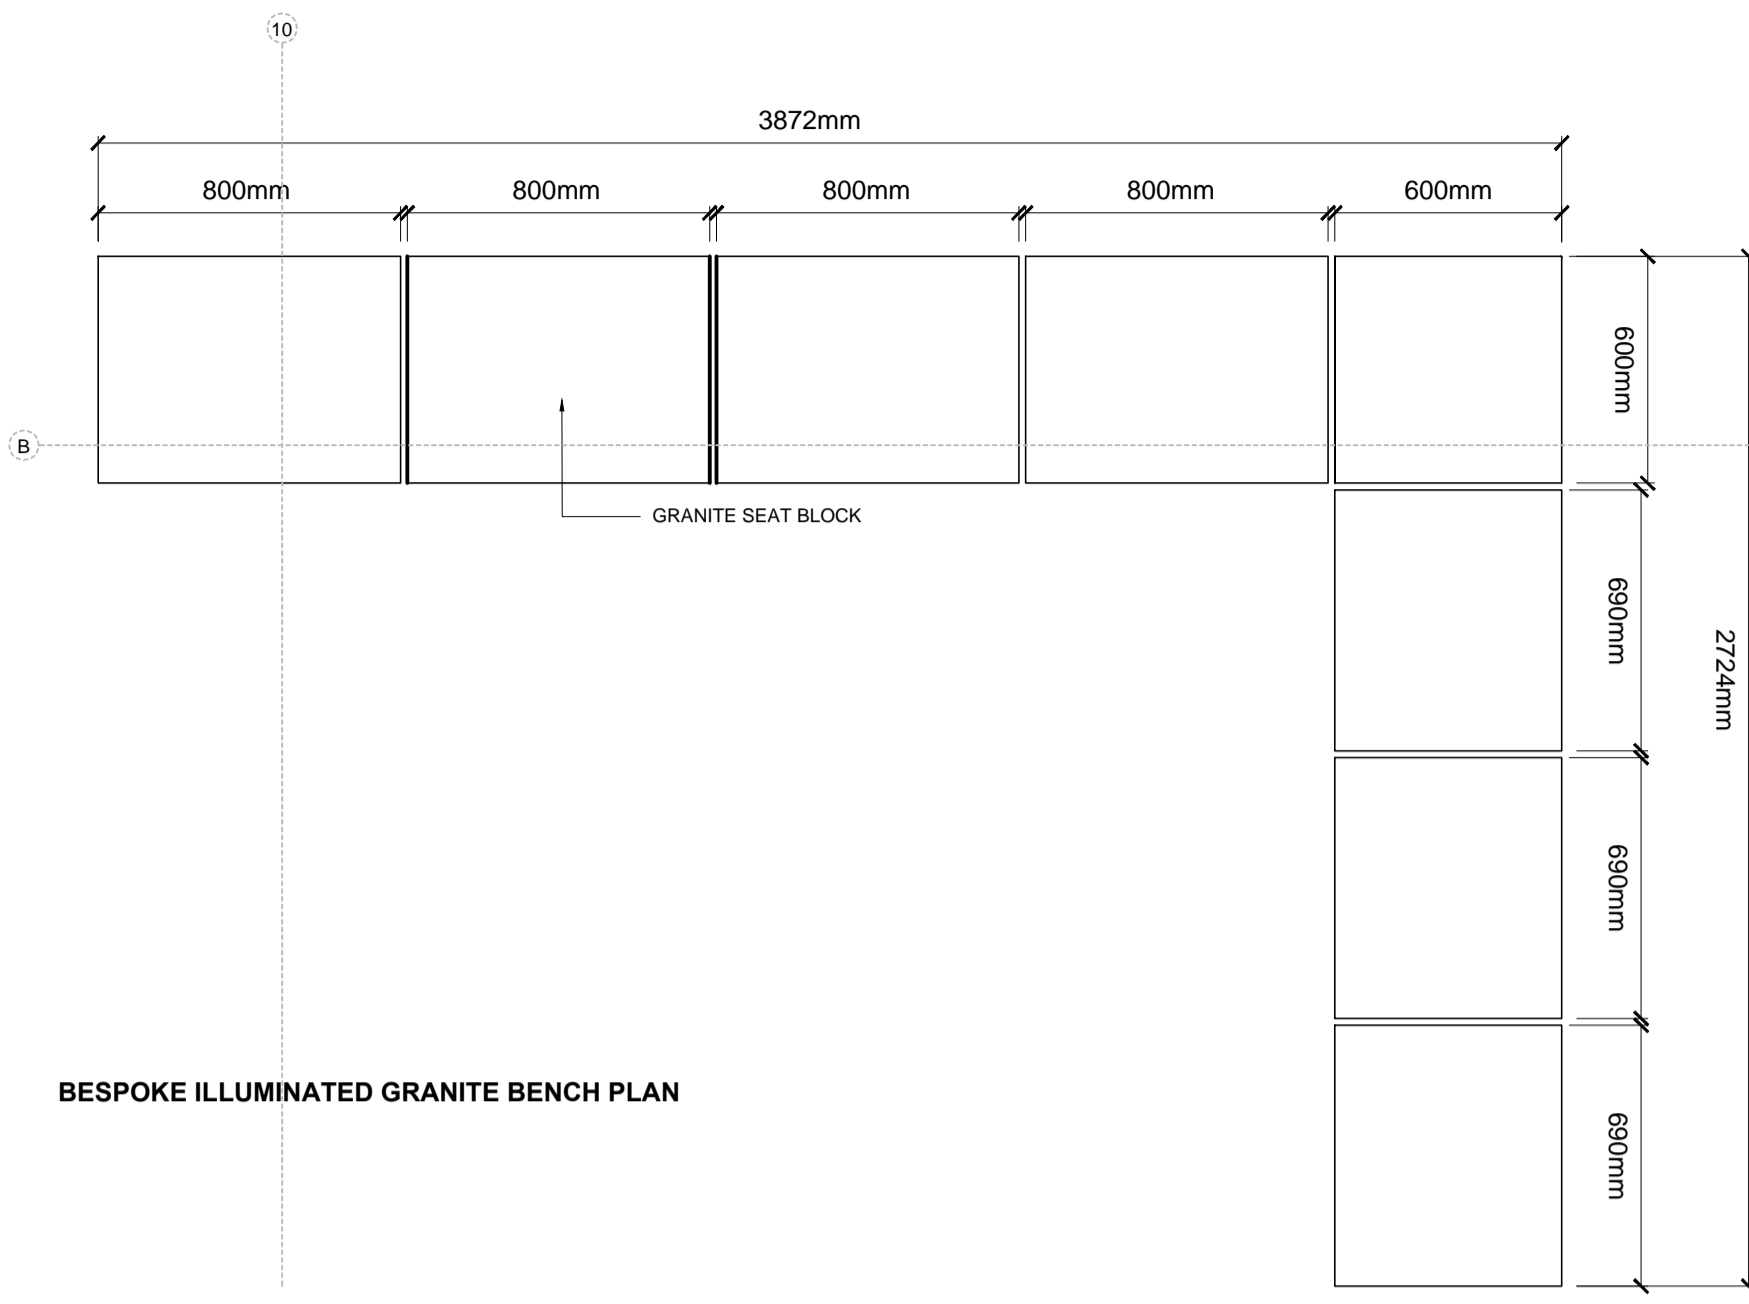 10
3872mm
800mm
800mm
800mm
800mm
600mm
600mm
B
GRANITE SEAT BLOCK
690mm
2724mm
690mm
BESPOKE ILLUMINATED GRANITE BENCH PLAN
690mm